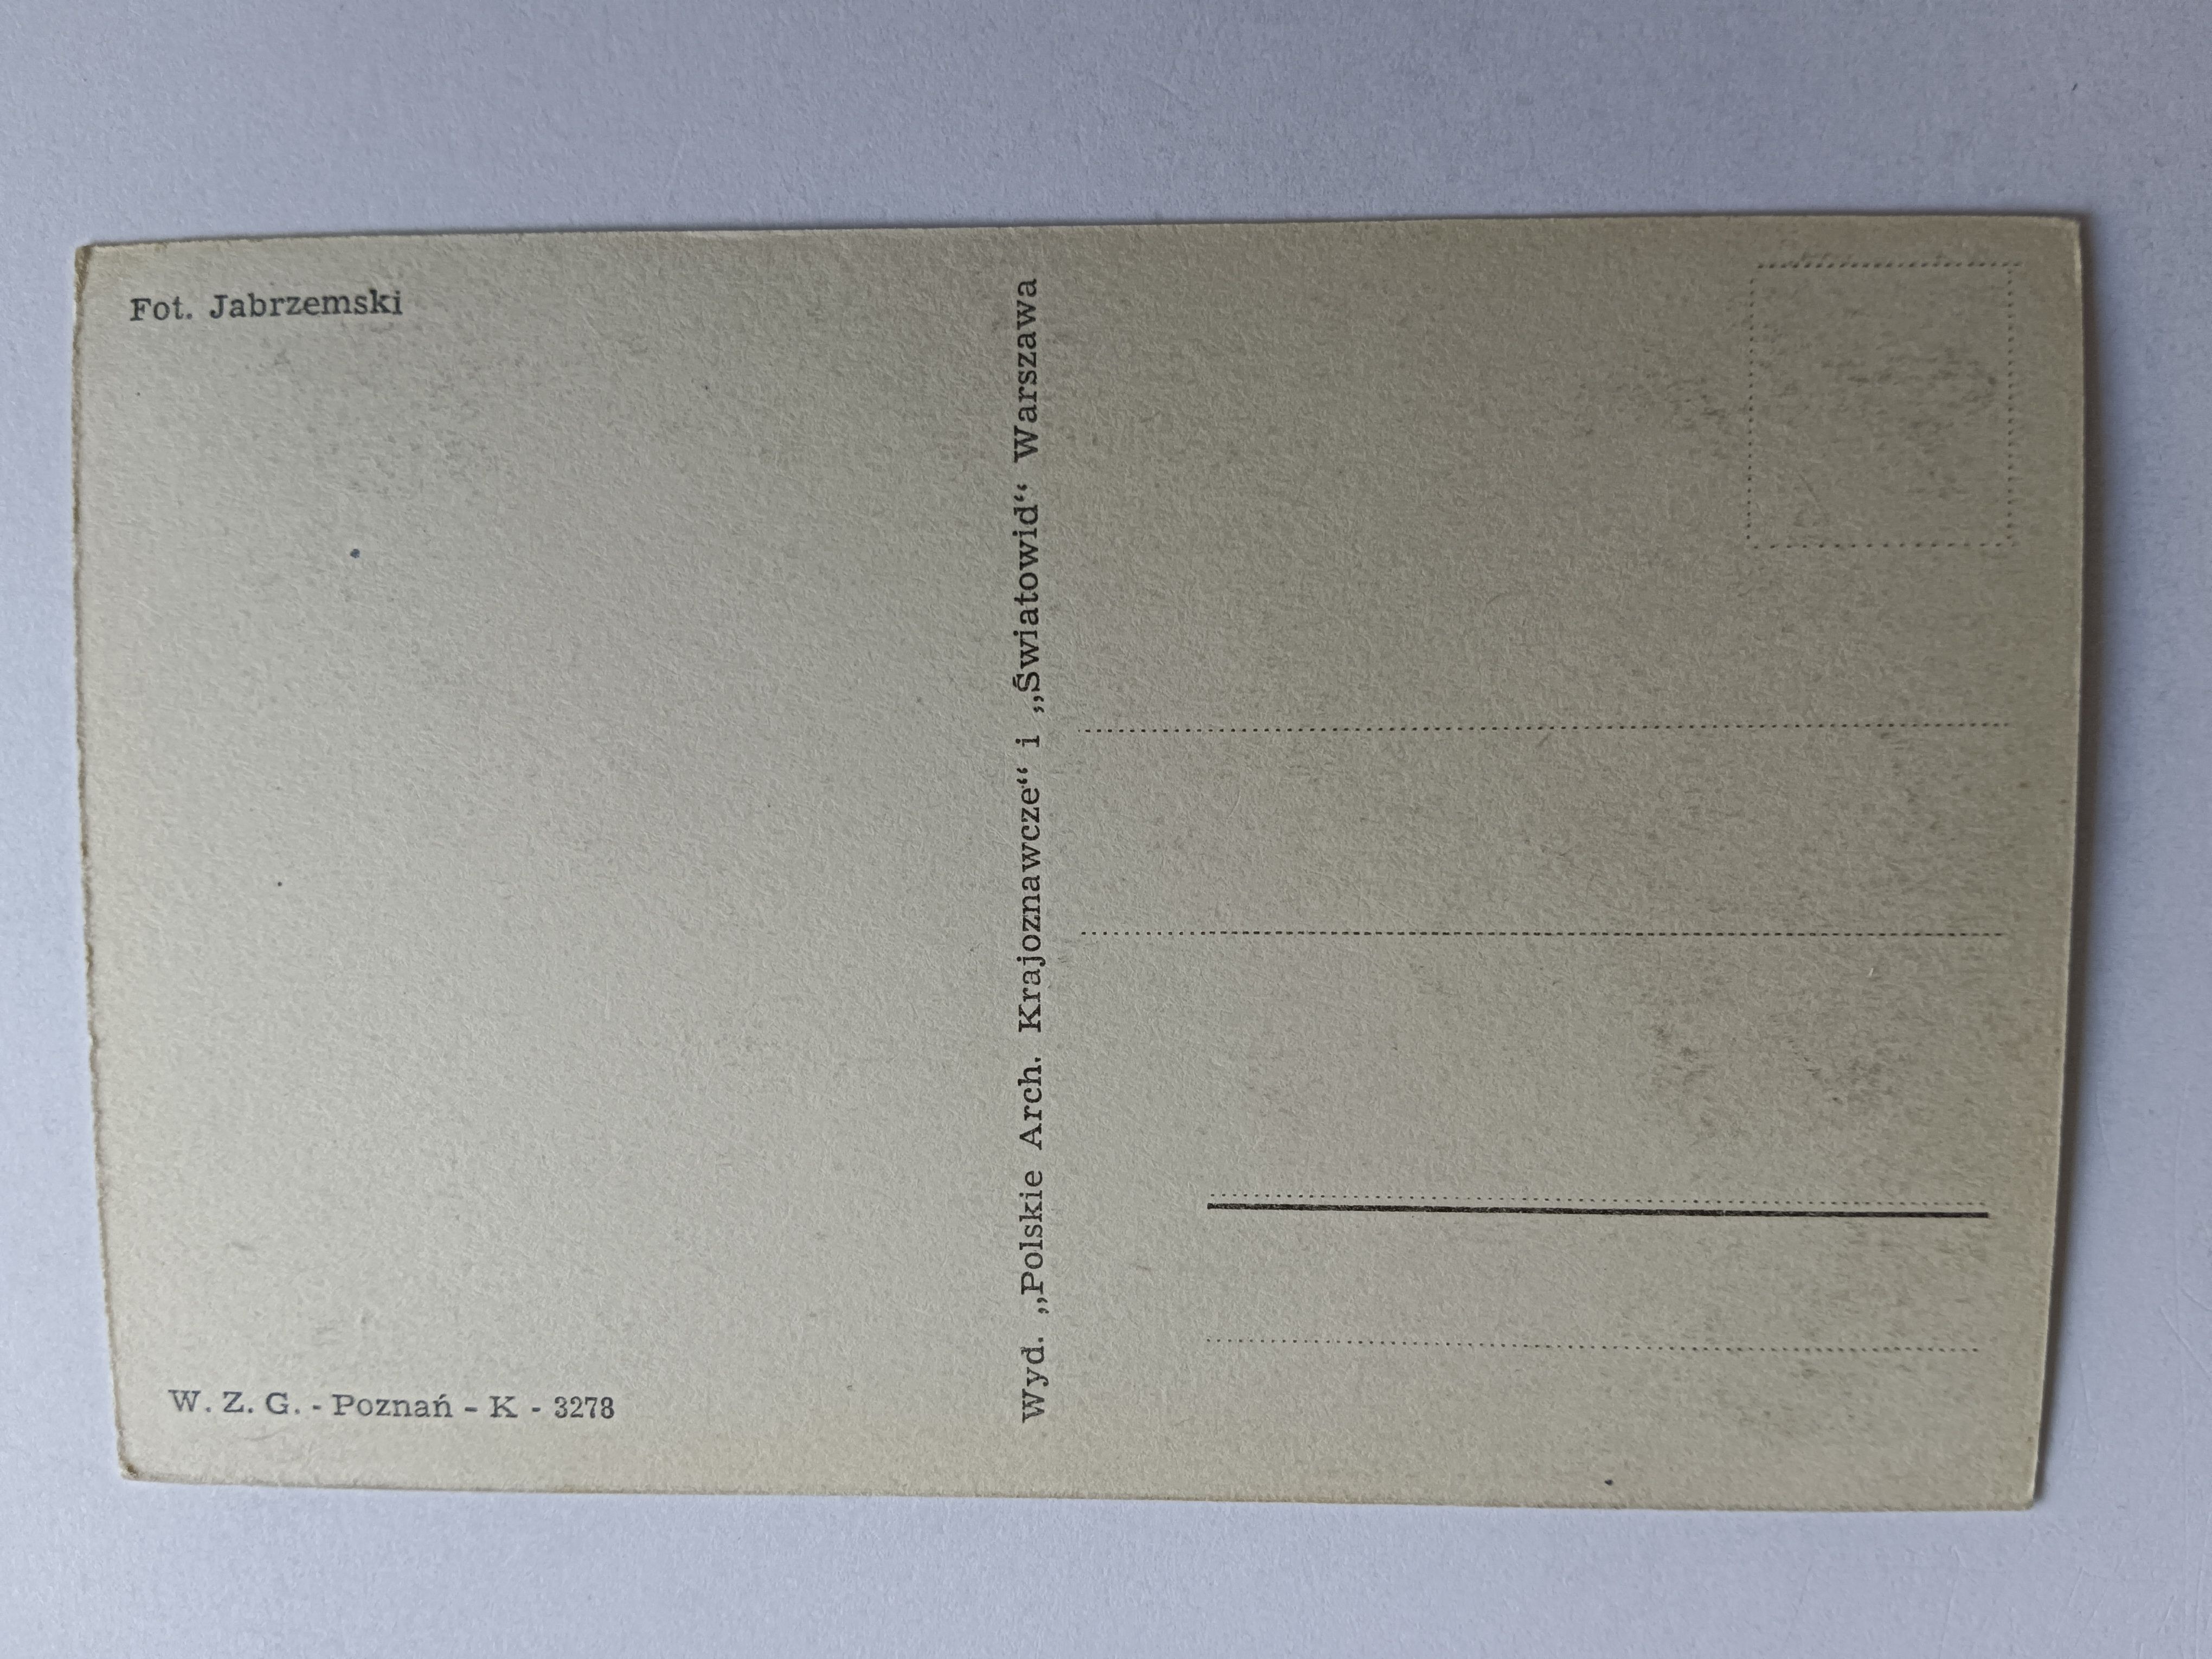 Fot. Jabrzemski
Wyd. „Polskie Arch. Krajoznawcze“ i „Światowid“ Warszawa
W. Z. G. - Poznań - K - 3278